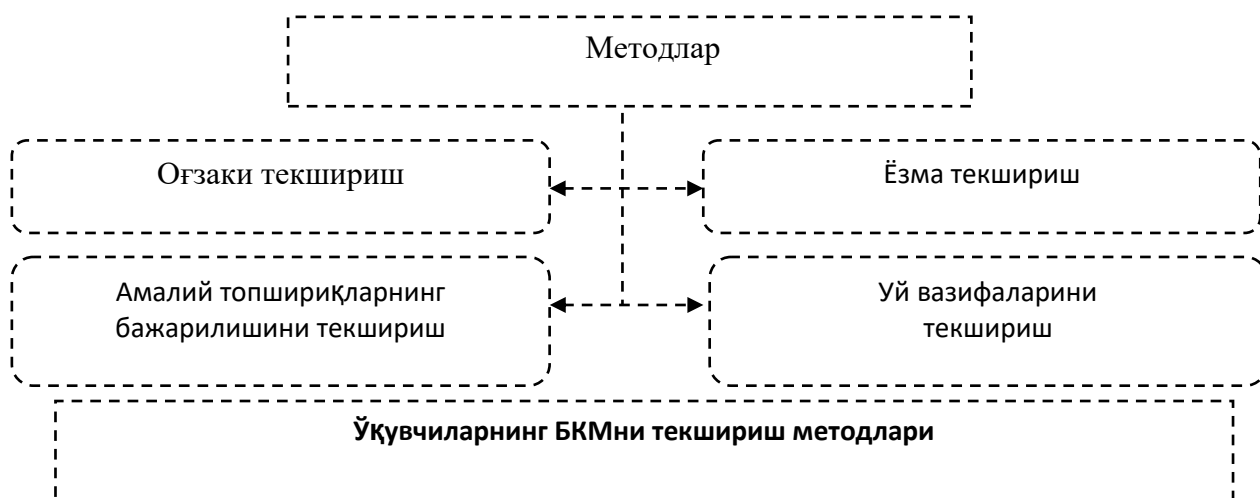 Методлар
Оғзаки текшириш
Ёзма текшириш
Амалий топшириқларнинг
бажарилишини текшириш
Уй вазифаларини
текшириш
Ўқувчиларнинг БКМни текшириш методлари